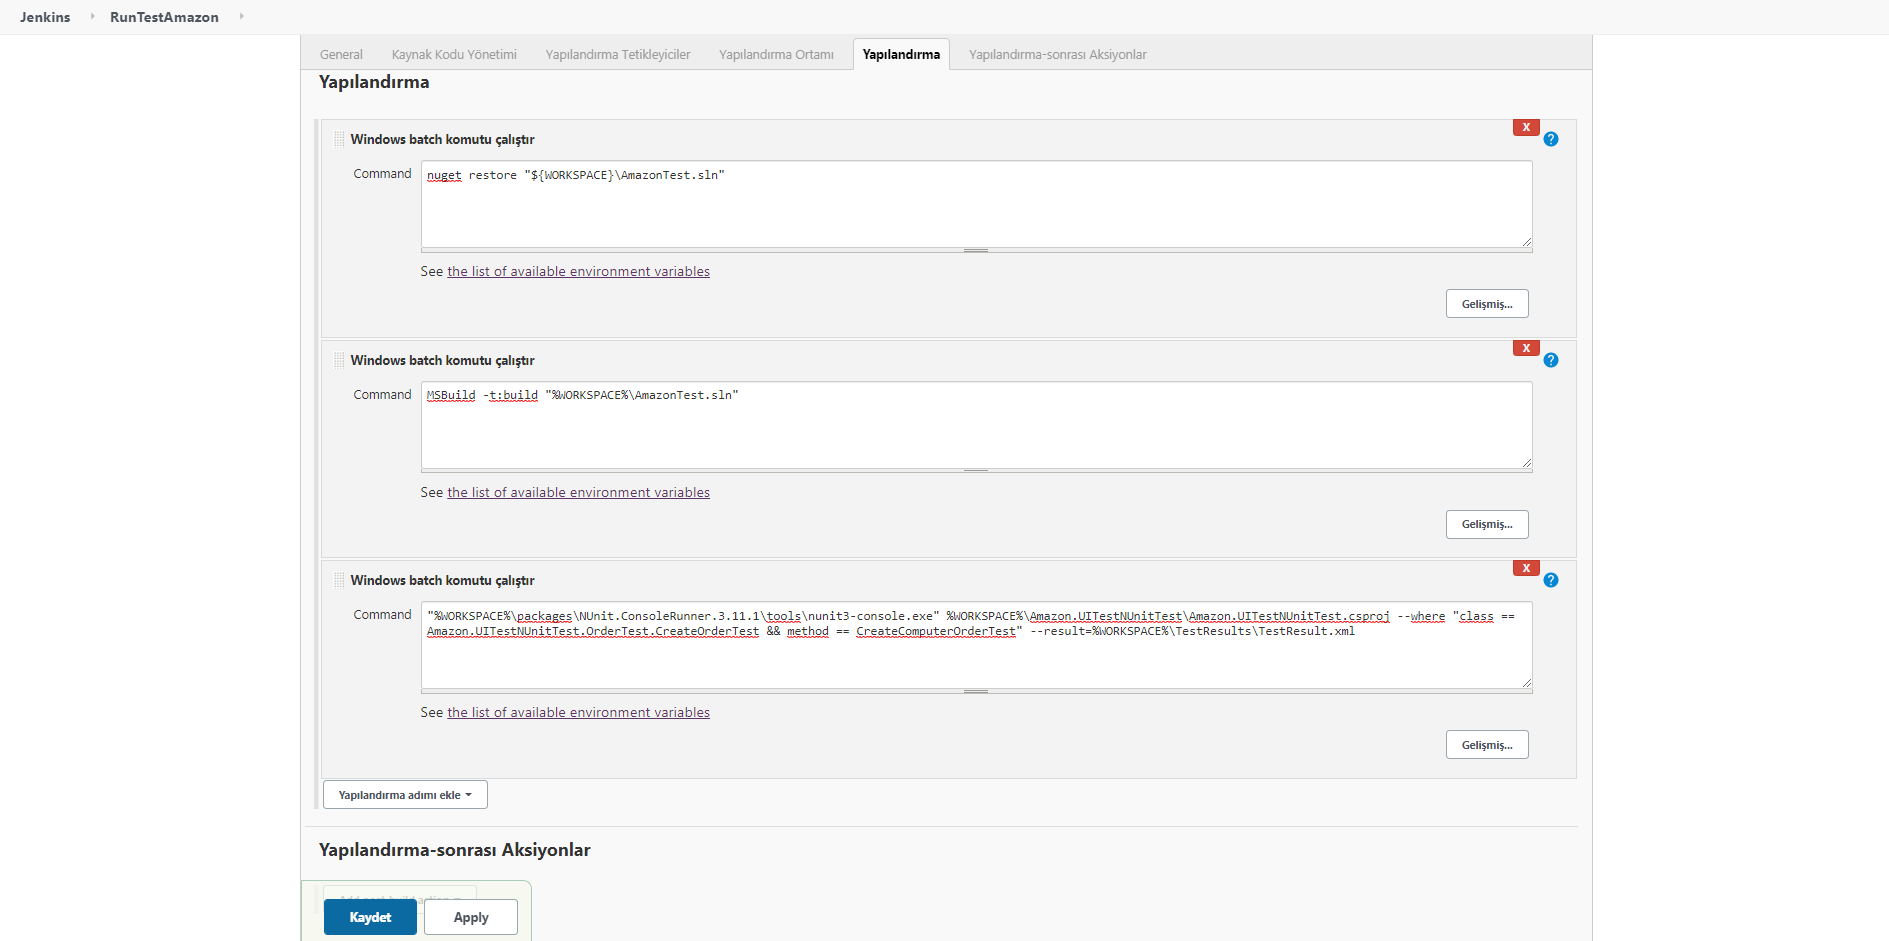 Jenkins RunTestAmazon
General Kaynak Kodu Yönetimi Yapılandırma Tetikleyiciler Yapılandırma Ortamı Yapılandırma Yapılandırma-sonrası Aksiyonlar
Yapılandırma
X
Windows batch komutu çalıştır ?
Command nuget restore "${WORKSPACE}\AmazonTest.sln"
See the list of available environment variables
Gelişmiş...
X
Windows batch komutu çalıştır ?
Command MSBuild -t:build "%WORKSPACE%\AmazonTest.sln"
See the list of available environment variables
Gelişmiş...
X
Windows batch komutu çalıştır ?
Command "%WORKSPACE%\packages\NUnit.ConsoleRunner.3.11.1\tools\nunit3-console.exe" %WORKSPACE%\Amazon.UITestNUnitTest\Amazon.UITestNUnitTest.csproj --where "class ==
Amazon.UITestNUnitTest.OrderTest.CreateOrderTest && method == CreateComputerOrderTest" --result=%WORKSPACE%\TestResults\TestResult.xml
See the list of available environment variables
Gelişmiş...
Yapılandırma adımı ekle
Yapılandırma-sonrası Aksiyonlar
Kaydet Apply